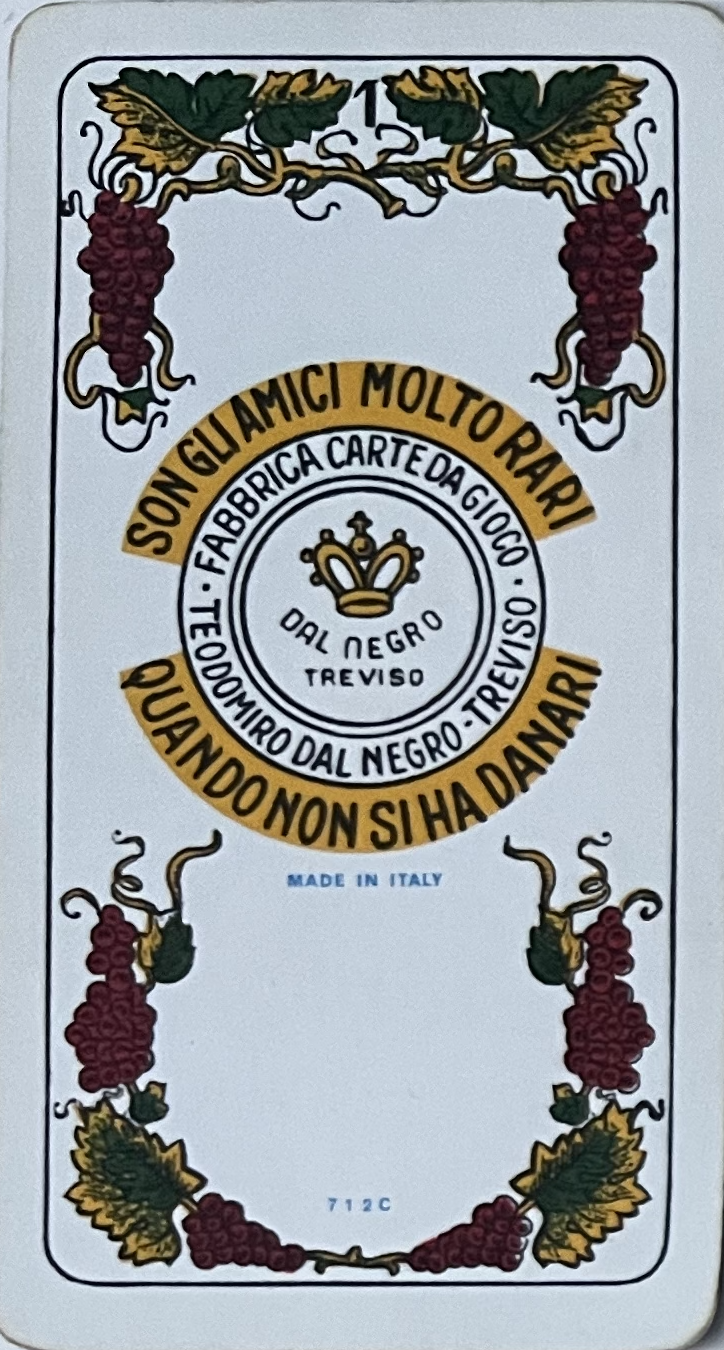 1
SON GLI AMICI MOLTO RARI
· FABBRICA CARTE DA GIOCO ·
DAL NEGRO
TREVISO
TEODOMIRO DAL NEGRO-TREVISO
QUANDO NON SI HA DANARI
MADE IN ITALY
712C